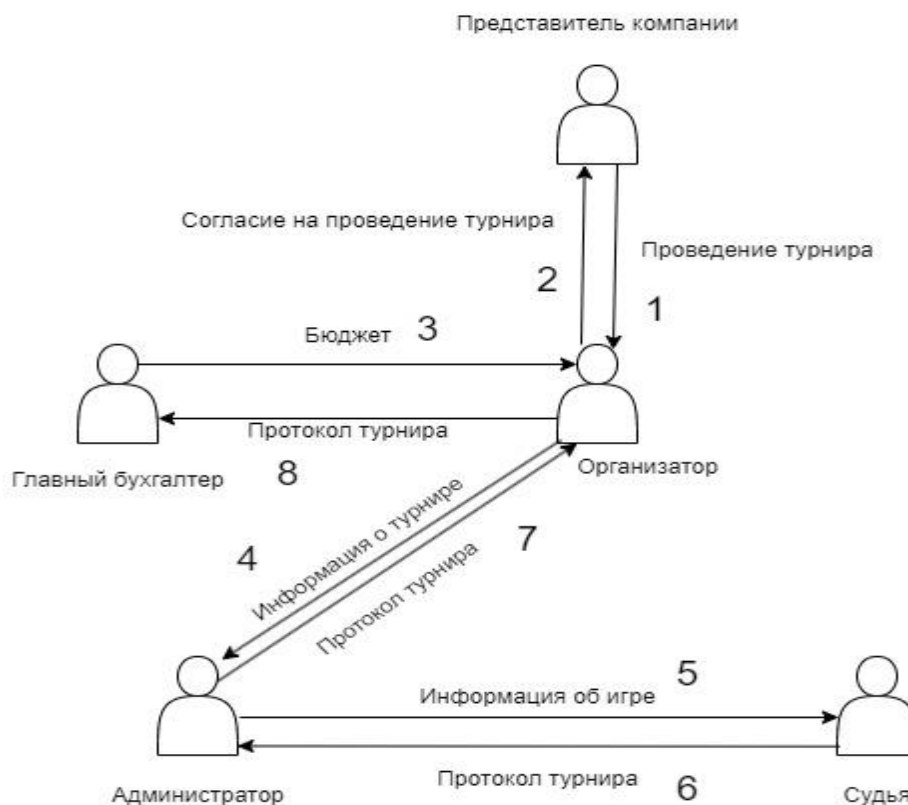 Представитель компании
Согласие на проведение турнира
Проведение турнира
2
1
Бюджет 3
Протокол турнира
Главный бухгалтер
8
Организатор
4
Информация о турнире
7
Протокол турнира
5
Информация об игре
Протокол турнира
6
Администратор
Судья